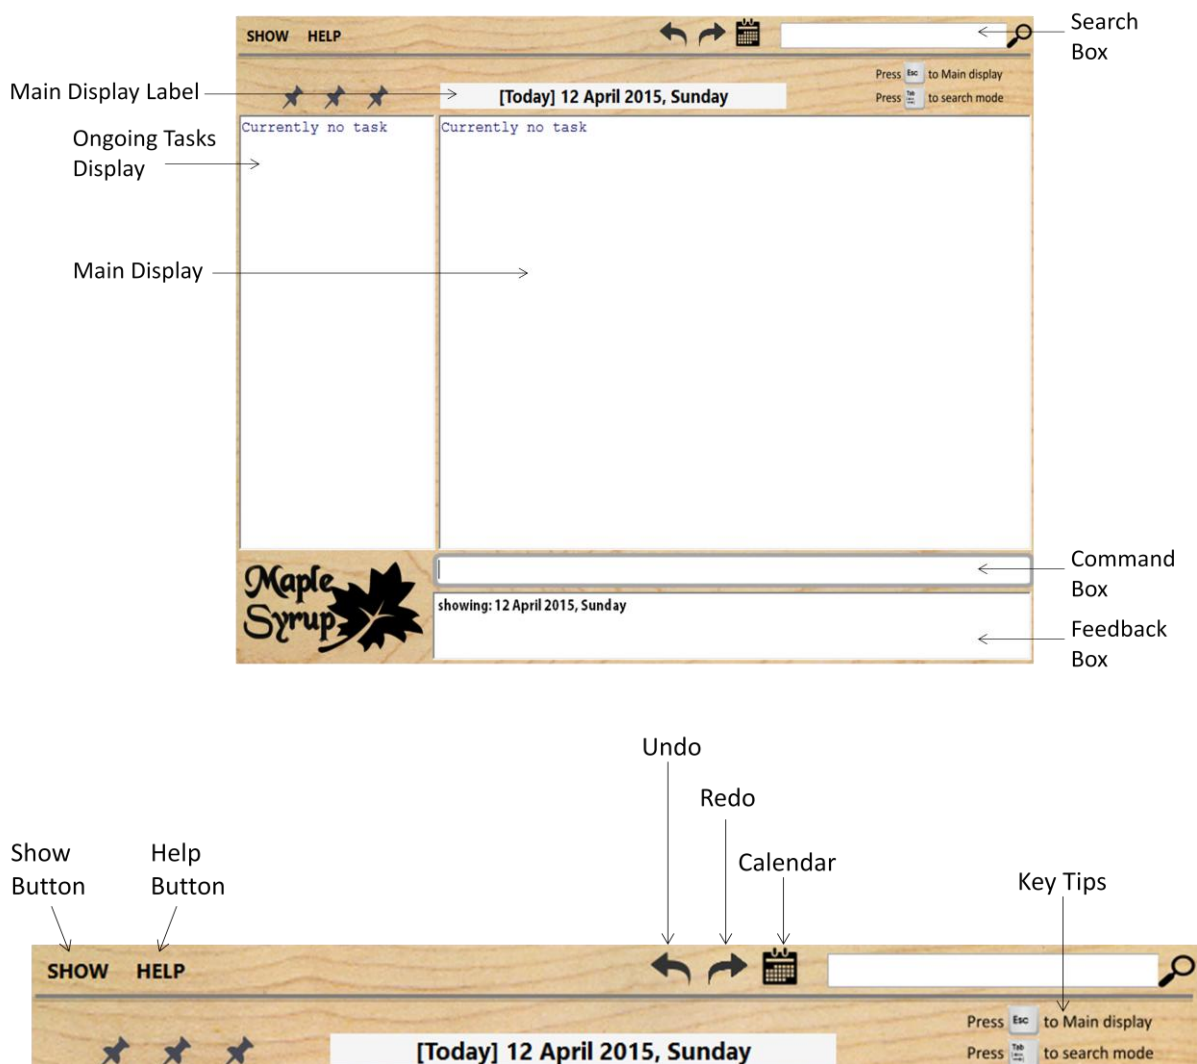 SHOW HELP
Search
Box
Press Esc to Main display
Main Display Label
[Today] 12 April 2015, Sunday
Press Tab to search mode
Currently no task
Currently no task
Ongoing Tasks
Display
Main Display
Command
Box
Maple
Syrup
showing: 12 April 2015, Sunday
Feedback
Box
Undo
Redo
Show
Button
Help
Button
Calendar
Key Tips
SHOW HELP
Press Esc to Main display
[Today] 12 April 2015, Sunday
Press Tab to search mode